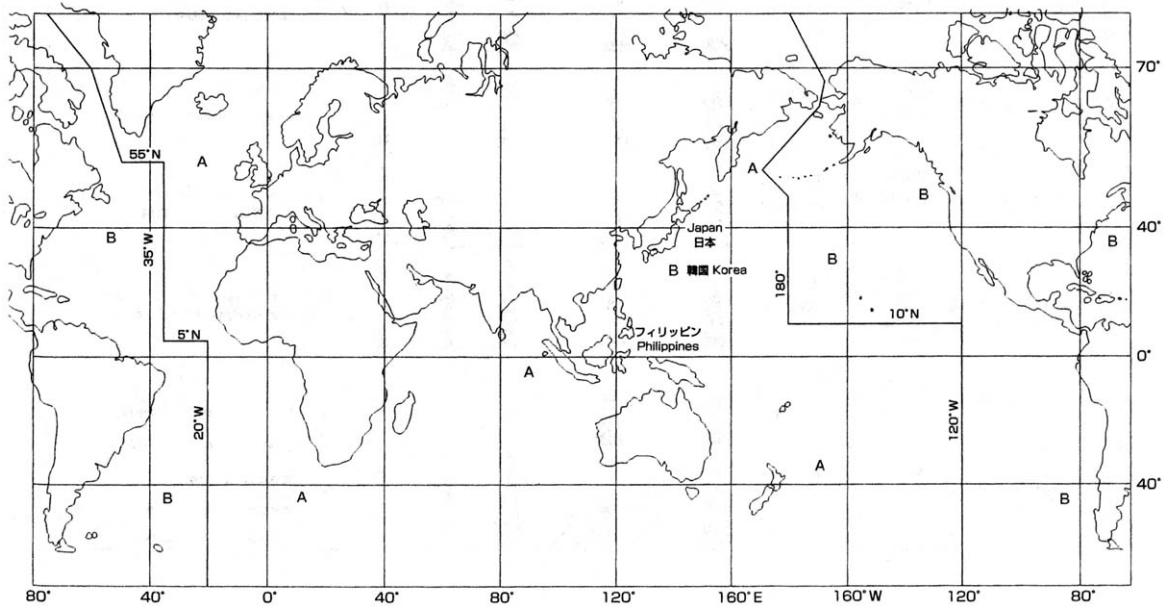 70°
55°N
A
A
B
B
35°W
Japan
日本
40°
B
B
B 韓国 Korea
180°
10°N
5°N
フィリピン
Philippines
0°
A
20°W
120°W
A
B
A
B
40°
80°
40°
0°
40°
80°
120°
160°E
160°W
120°
80°